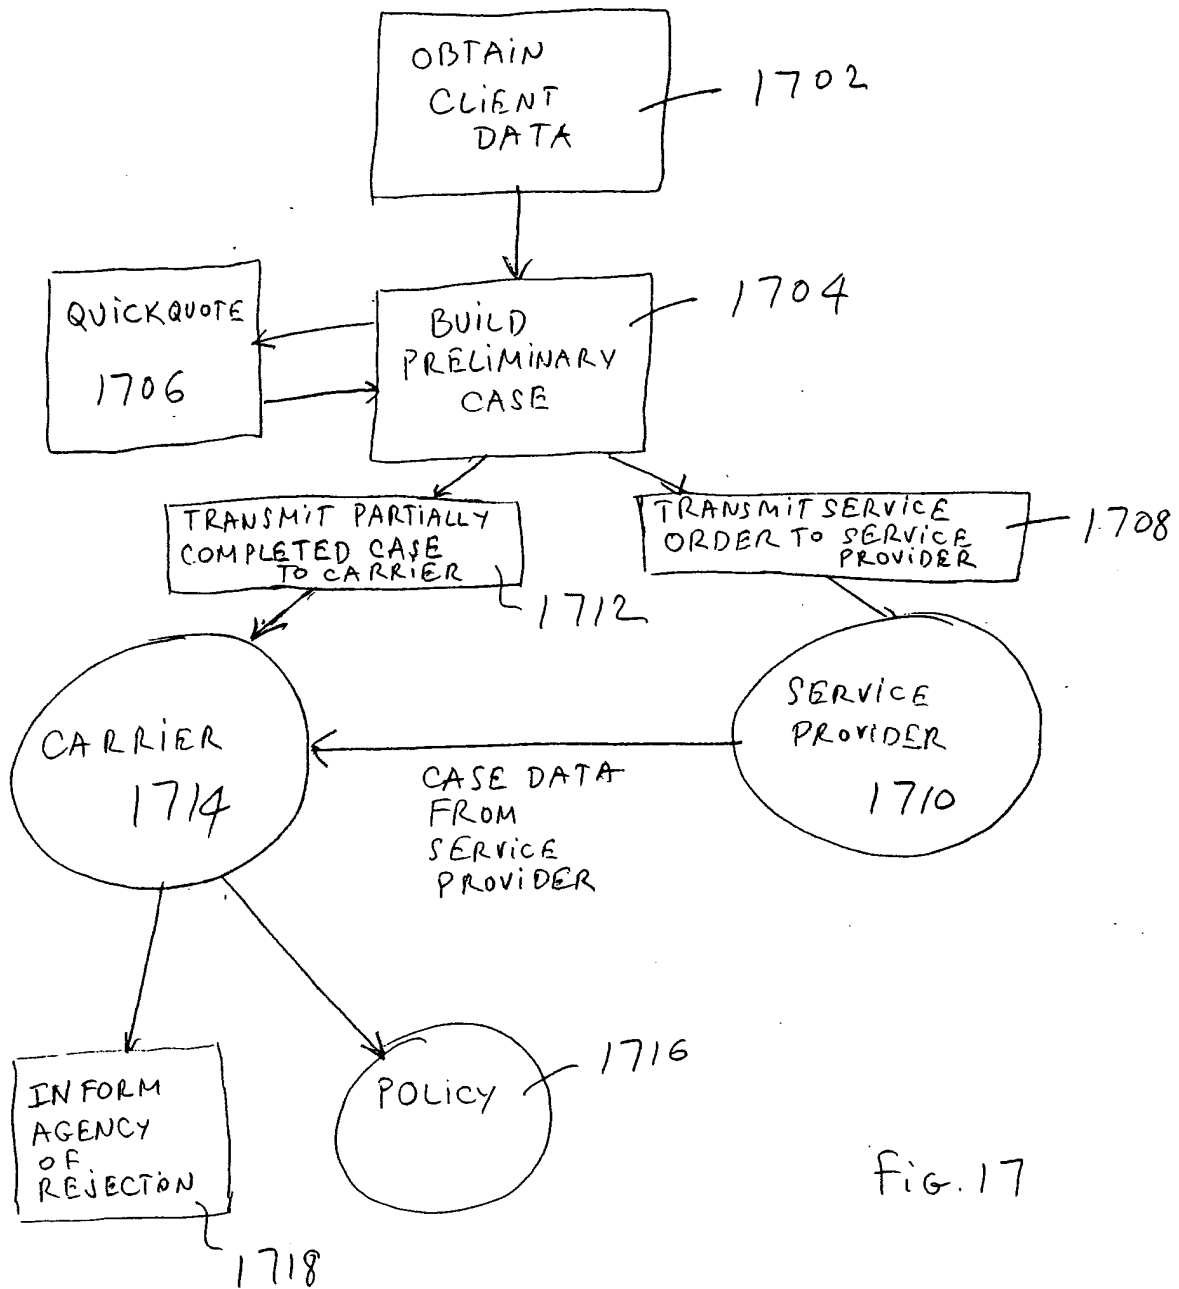 OBTAIN
CLIENT
DATA
1702
QUICKQUOTE
1706
BUILD
PRELIMINARY
CASE
1704
TRANSMIT PARTIALLY
COMPLETED CASE
TO CARRIER
1712
TRANSMIT SERVICE
ORDER TO SERVICE
PROVIDER
1708
CARRIER
1714
CASE DATA
FROM
SERVICE
PROVIDER
SERVICE
PROVIDER
1710
INFORM
AGENCY
OF
REJECTION
1718
POLICY
1716
Fig. 17